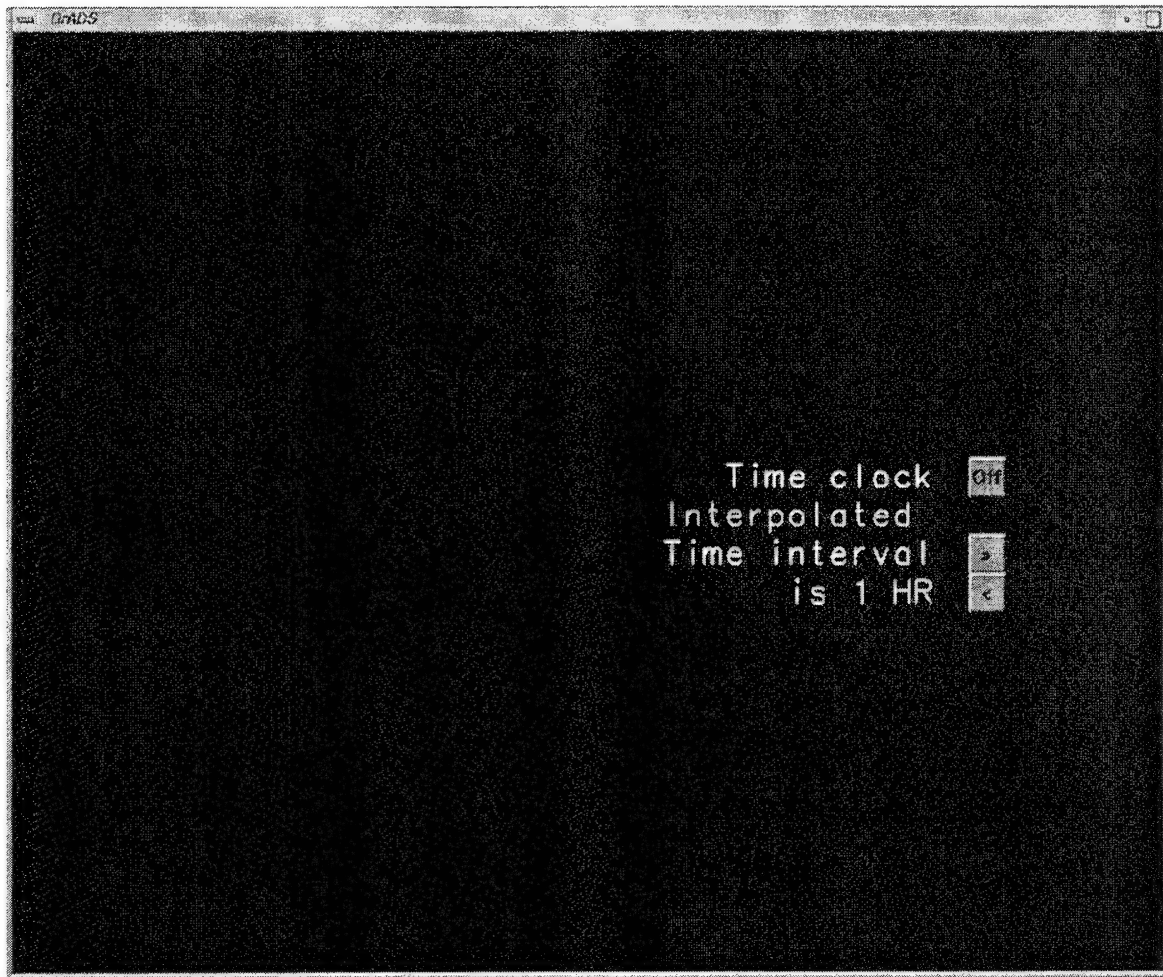 GrADS
Time clock Off
Interpolated
Time interval >
is 1 HR <